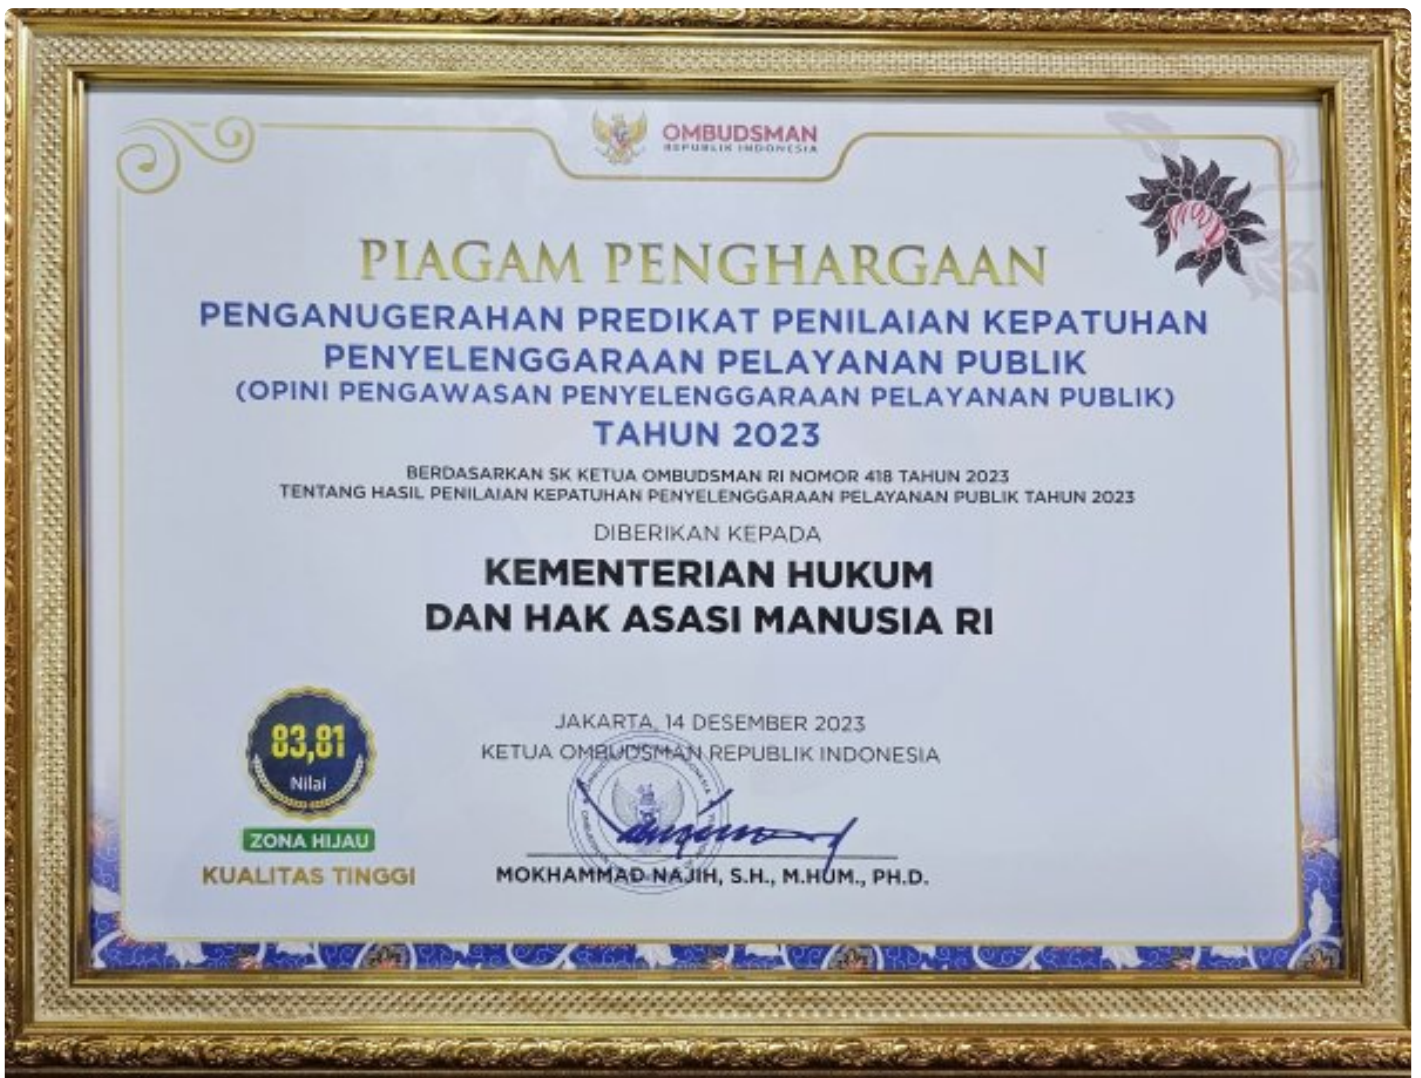 OMBUDSMAN
REPUBLIK INDONESIA
PIAGAM PENGHARGAAN
PENGANUGERAHAN PREDIKAT PENILAIAN KEPATUHAN
PENYELENGGARAAN PELAYANAN PUBLIK
(OPINI PENGAWASAN PENYELENGGARAAN PELAYANAN PUBLIK)
TAHUN 2023
BERDASARKAN SK KETUA OMBUDSMAN RI NOMOR 418 TAHUN 2023
TENTANG HASIL PENILAIAN KEPATUHAN PENYELENGGARAAN PELAYANAN PUBLIK TAHUN 2023
DIBERIKAN KEPADA
KEMENTERIAN HUKUM
DAN HAK ASASI MANUSIA RI
83,81
Nilai
ZONA HIJAU
KUALITAS TINGGI
JAKARTA, 14 DESEMBER 2023
KETUA OMBUDSMAN REPUBLIK INDONESIA
MOKHAMMAD NAJIH, S.H., M.HUM., PH.D.